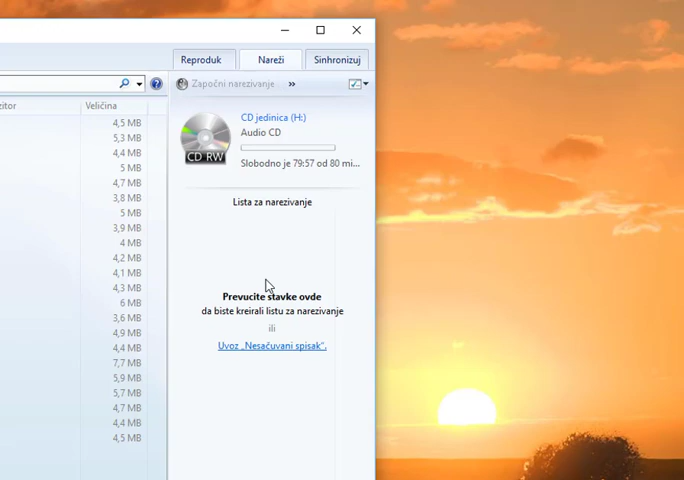 Reproduk
Nareži
Sinhronizuj
Započni narezivanje
»
zitor
Veličina
4,5 MB
5,3 MB
4,4 MB
5 MB
4,7 MB
3,8 MB
5 MB
3,9 MB
4 MB
4,2 MB
4,1 MB
4,3 MB
6 MB
3,6 MB
4,9 MB
4,4 MB
7,7 MB
5,9 MB
5,7 MB
4,7 MB
4,4 MB
4,5 MB
CD RW
CD jedinica (H:)
Audio CD
Slobodno je 79:57 od 80 mi...
Lista za narezivanje
Prevucite stavke ovde
da biste kreirali listu za narezivanje
ili
Uvoz „Nesačuvani spisak“.